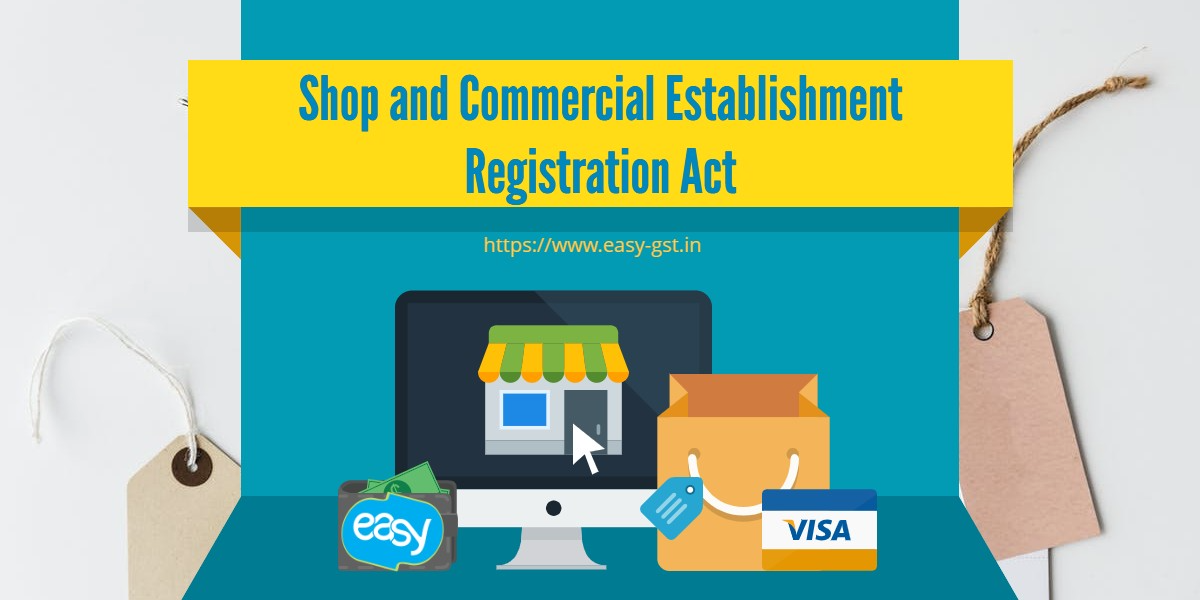 Shop and Commercial Establishment
Registration Act
https://www.easy-gst.in
$
easy
VISA